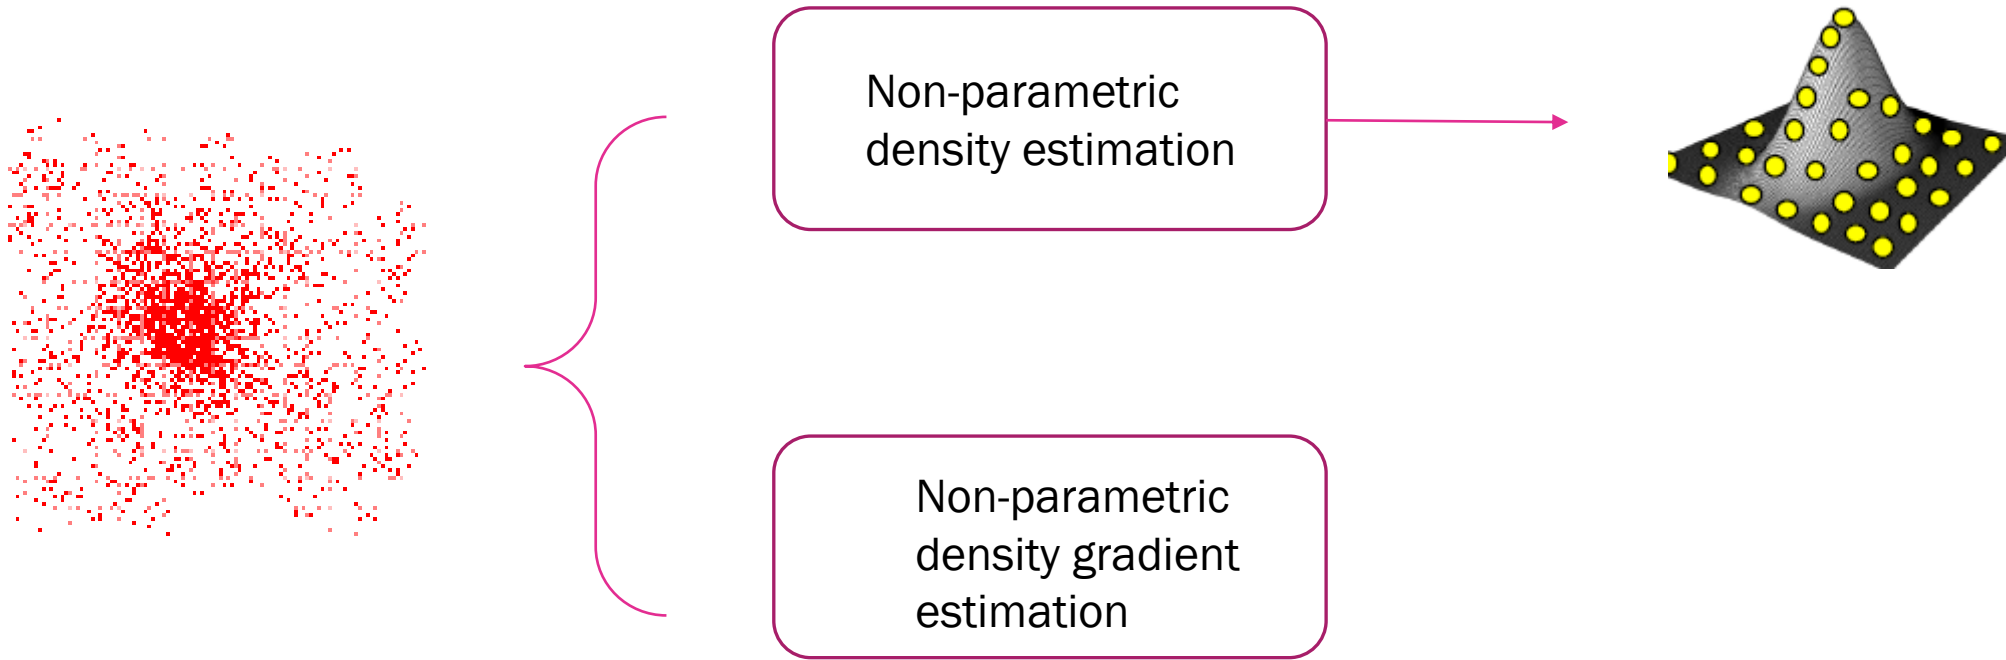 Non-parametric
density estimation
Non-parametric
density gradient
estimation